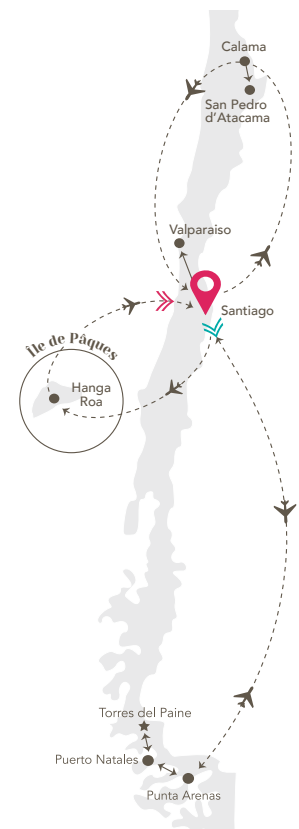 Calama
San Pedro
d'Atacama
Valparaiso
Santiago
Île de Pâques
Hanga
Roa
Torres del Paine
Puerto Natales
Punta Arenas